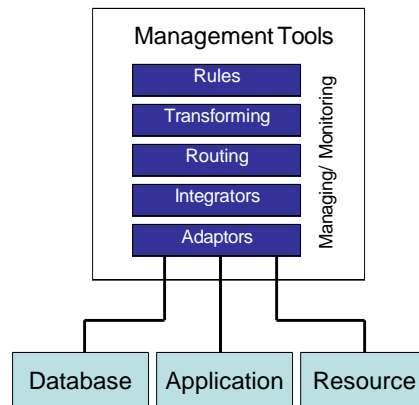 Management Tools
Rules
Transforming
Routing
Integrators
Adaptors
Managing/ Monitoring
Database
Application
Resource